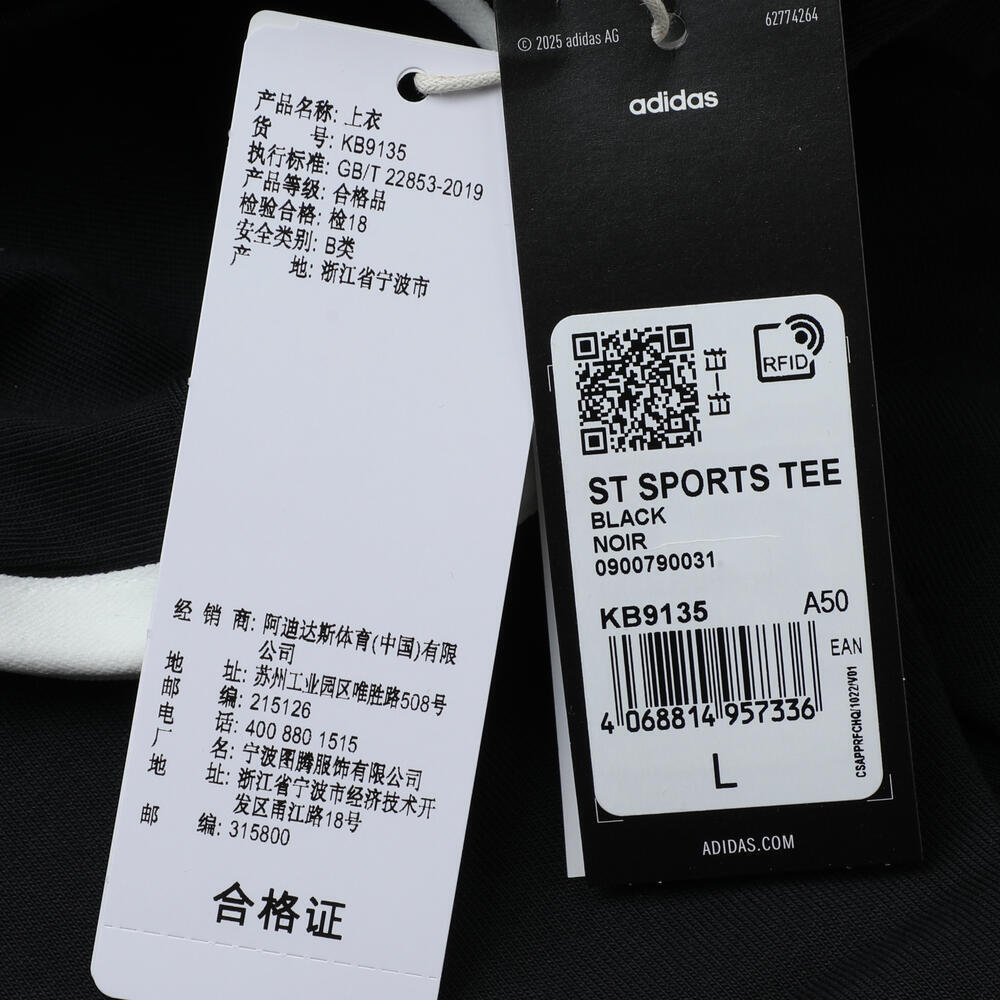 产品名称: 上衣
货 号: KB9135
执行标准: GB/T 22853-2019
产品等级: 合格品
检验合格: 检18
安全类别: B类
产 地: 浙江省宁波市
经 销 商: 阿迪达斯体育(中国)有限
公司
地 址: 苏州工业园区唯胜路508号
邮 编: 215126
电 话: 400 880 1515
厂 名: 宁波图腾服饰有限公司
地 址: 浙江省宁波市经济技术开
发区甬江路18号
邮 编: 315800
合格证
© 2025 adidas AG
62774264
adidas
扫一扫
RFID
ST SPORTS TEE
BLACK
NOIR
0900790031
KB9135
A50
EAN
4 068814 957336
CSAPPRFCHQ/1022/V01
L
ADIDAS.COM